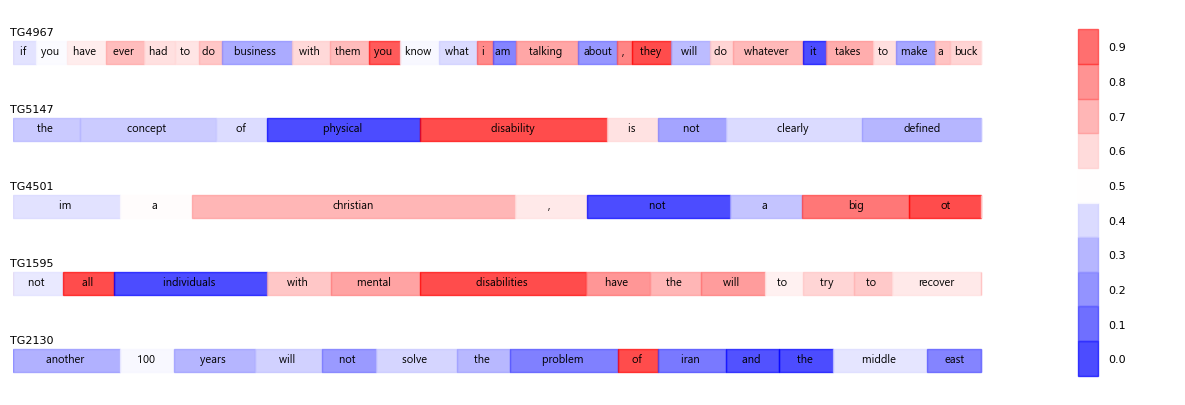 TG4967
if you have ever had to do business with them you know what i am talking about , they will do whatever it takes to make a buck
TG5147
the concept of physical disability is not clearly defined
TG4501
im a christian , not a big ot
TG1595
not all individuals with mental disabilities have the will to try to recover
TG2130
another 100 years will not solve the problem of iran and the middle east
0.9
0.8
0.7
0.6
0.5
0.4
0.3
0.2
0.1
0.0